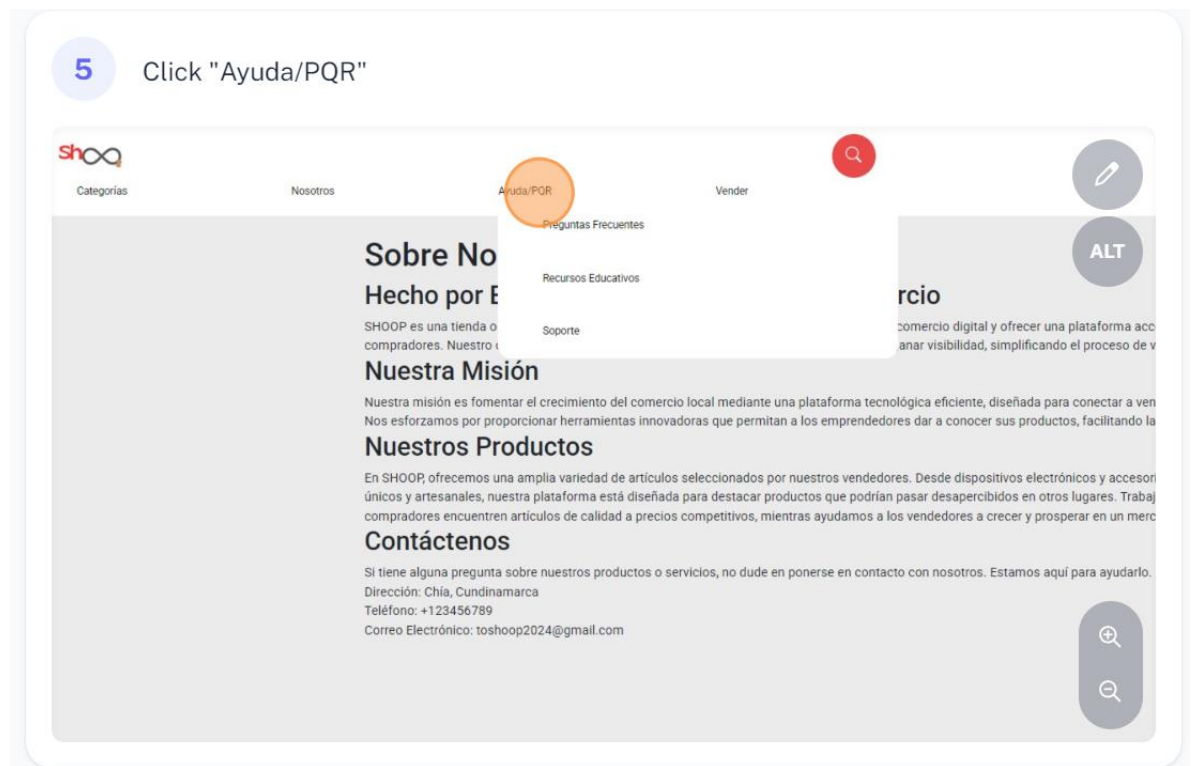 5 Click "Ayuda/PQR"
Categorías Nosotros Ayuda/PQR Vender
ALT
Preguntas Frecuentes
Recursos Educativos
Soporte
Sobre No
Hecho por E rcio
SHOOP es una tienda o comercio digital y ofrecer una plataforma acc
compradores. Nuestro anar visibilidad, simplificando el proceso de v
Nuestra Misión
Nuestra misión es fomentar el crecimiento del comercio local mediante una plataforma tecnológica eficiente, diseñada para conectar a ven
Nos esforzamos por proporcionar herramientas innovadoras que permitan a los emprendedores dar a conocer sus productos, facilitando la
Nuestros Productos
En SHOOP, ofrecemos una amplia variedad de artículos seleccionados por nuestros vendedores. Desde dispositivos electrónicos y accesori
únicos y artesanales, nuestra plataforma está diseñada para destacar productos que podrían pasar desapercibidos en otros lugares. Trabaj
compradores encuentren artículos de calidad a precios competitivos, mientras ayudamos a los vendedores a crecer y prosperar en un merc
Contáctenos
Si tiene alguna pregunta sobre nuestros productos o servicios, no dude en ponerse en contacto con nosotros. Estamos aquí para ayudarlo.
Dirección: Chía, Cundinamarca
Teléfono: +123456789
Correo Electrónico: toshoop2024@gmail.com